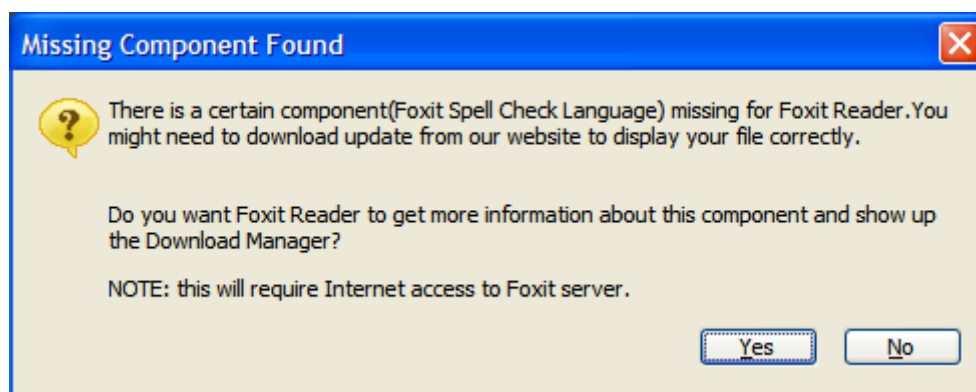 Missing Component Found
There is a certain component(Foxit Spell Check Language) missing for Foxit Reader.You
might need to download update from our website to display your file correctly.
Do you want Foxit Reader to get more information about this component and show up
the Download Manager?
NOTE: this will require Internet access to Foxit server.
Yes No